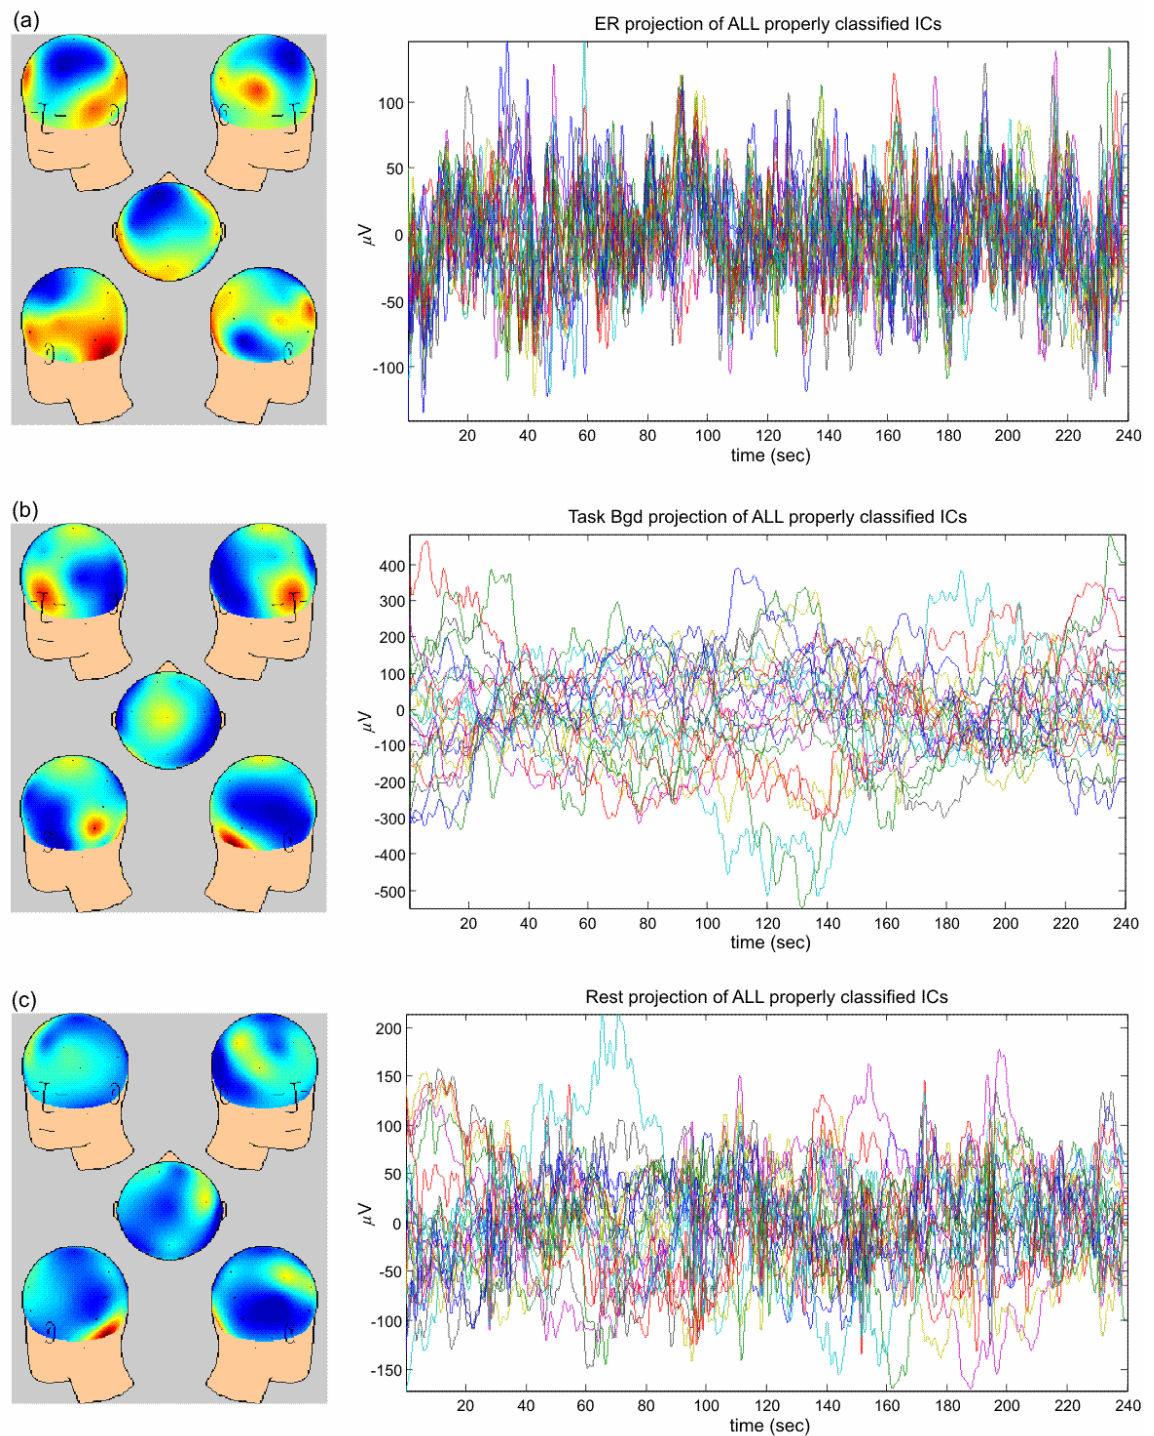 (a)
ER projection of ALL properly classified ICs
100
50
0
-50
-100
µV
20 40 60 80 100 120 140 160 180 200 220 240
time (sec)
(b)
Task Bgd projection of ALL properly classified ICs
400
300
200
100
0
-100
-200
-300
-400
-500
µV
20 40 60 80 100 120 140 160 180 200 220 240
time (sec)
(c)
Rest projection of ALL properly classified ICs
200
150
100
50
0
-50
-100
-150
µV
20 40 60 80 100 120 140 160 180 200 220 240
time (sec)